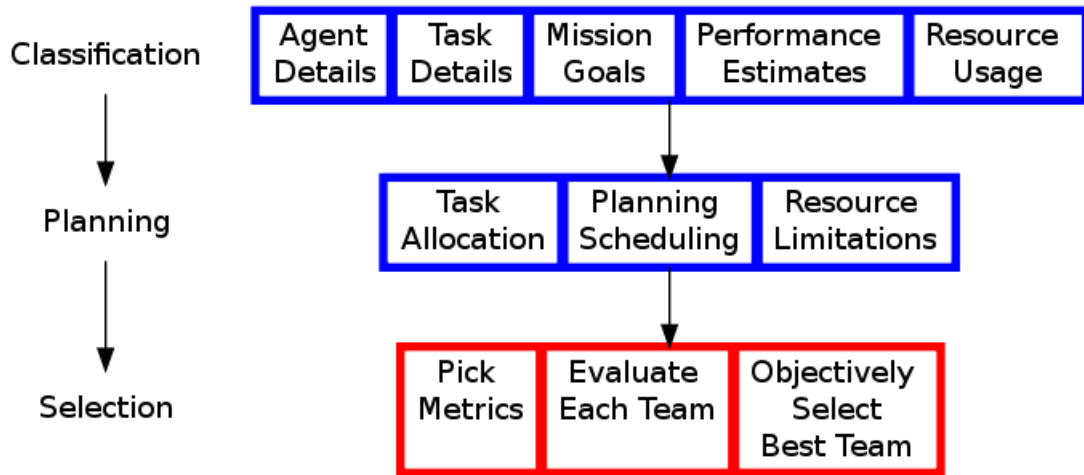 Classification
Agent Details
Task Details
Mission Goals
Performance Estimates
Resource Usage
Planning
Task Allocation
Planning Scheduling
Resource Limitations
Selection
Pick Metrics
Evaluate Each Team
Objectively Select Best Team